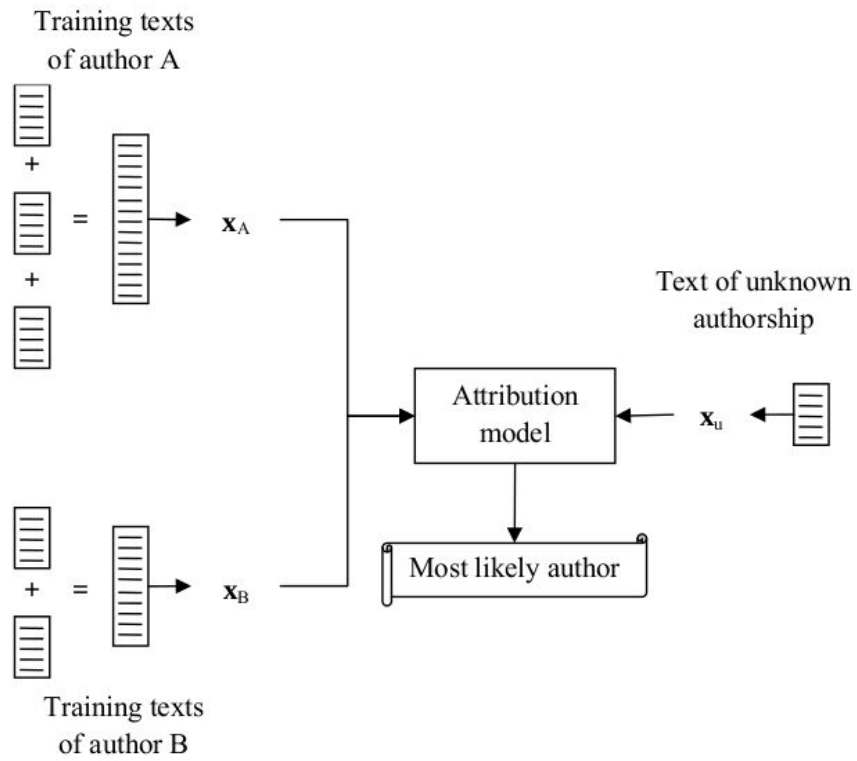 Training texts
of author A
+
=
+
x_A
Text of unknown
authorship
Attribution
model
x_u
Most likely author
+
=
x_B
Training texts
of author B